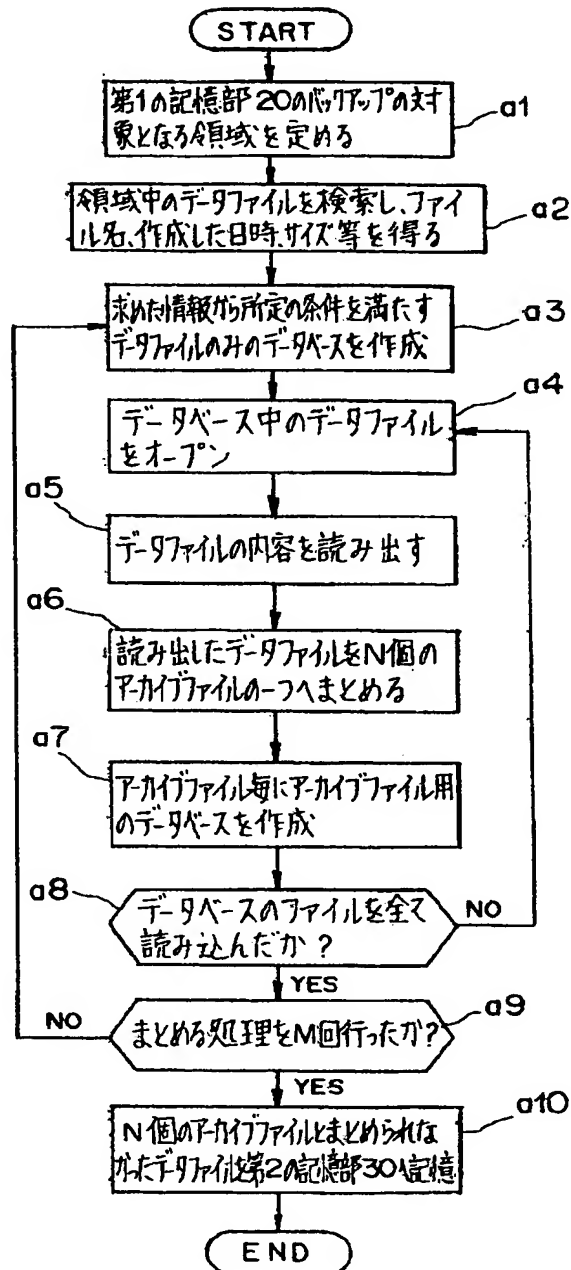 START
第1の記憶部20のバックアップの対
象となる領域を定める
a1
領域中のデータファイルを検索し、ファイ
ル名、作成した日時、サイズ等を得る
a2
求めた情報から所定の条件を満たす
データファイルのみのデータベースを作成
a3
データベース中のデータファイル
をオープン
a4
a5
データファイルの内容を読み出す
a6
読み出したデータファイルをN個の
アーカイブファイルの一つへまとめる
a7
アーカイブファイル毎にアーカイブファイル用
のデータベースを作成
a8
データベースのファイルを全て
読み込んだか?
NO
YES
NO
まとめる処理をM回行ったか?
a9
YES
N個のアーカイブファイルとまとめられな
かったデータファイルを第2の記憶部30へ記憶
a10
END